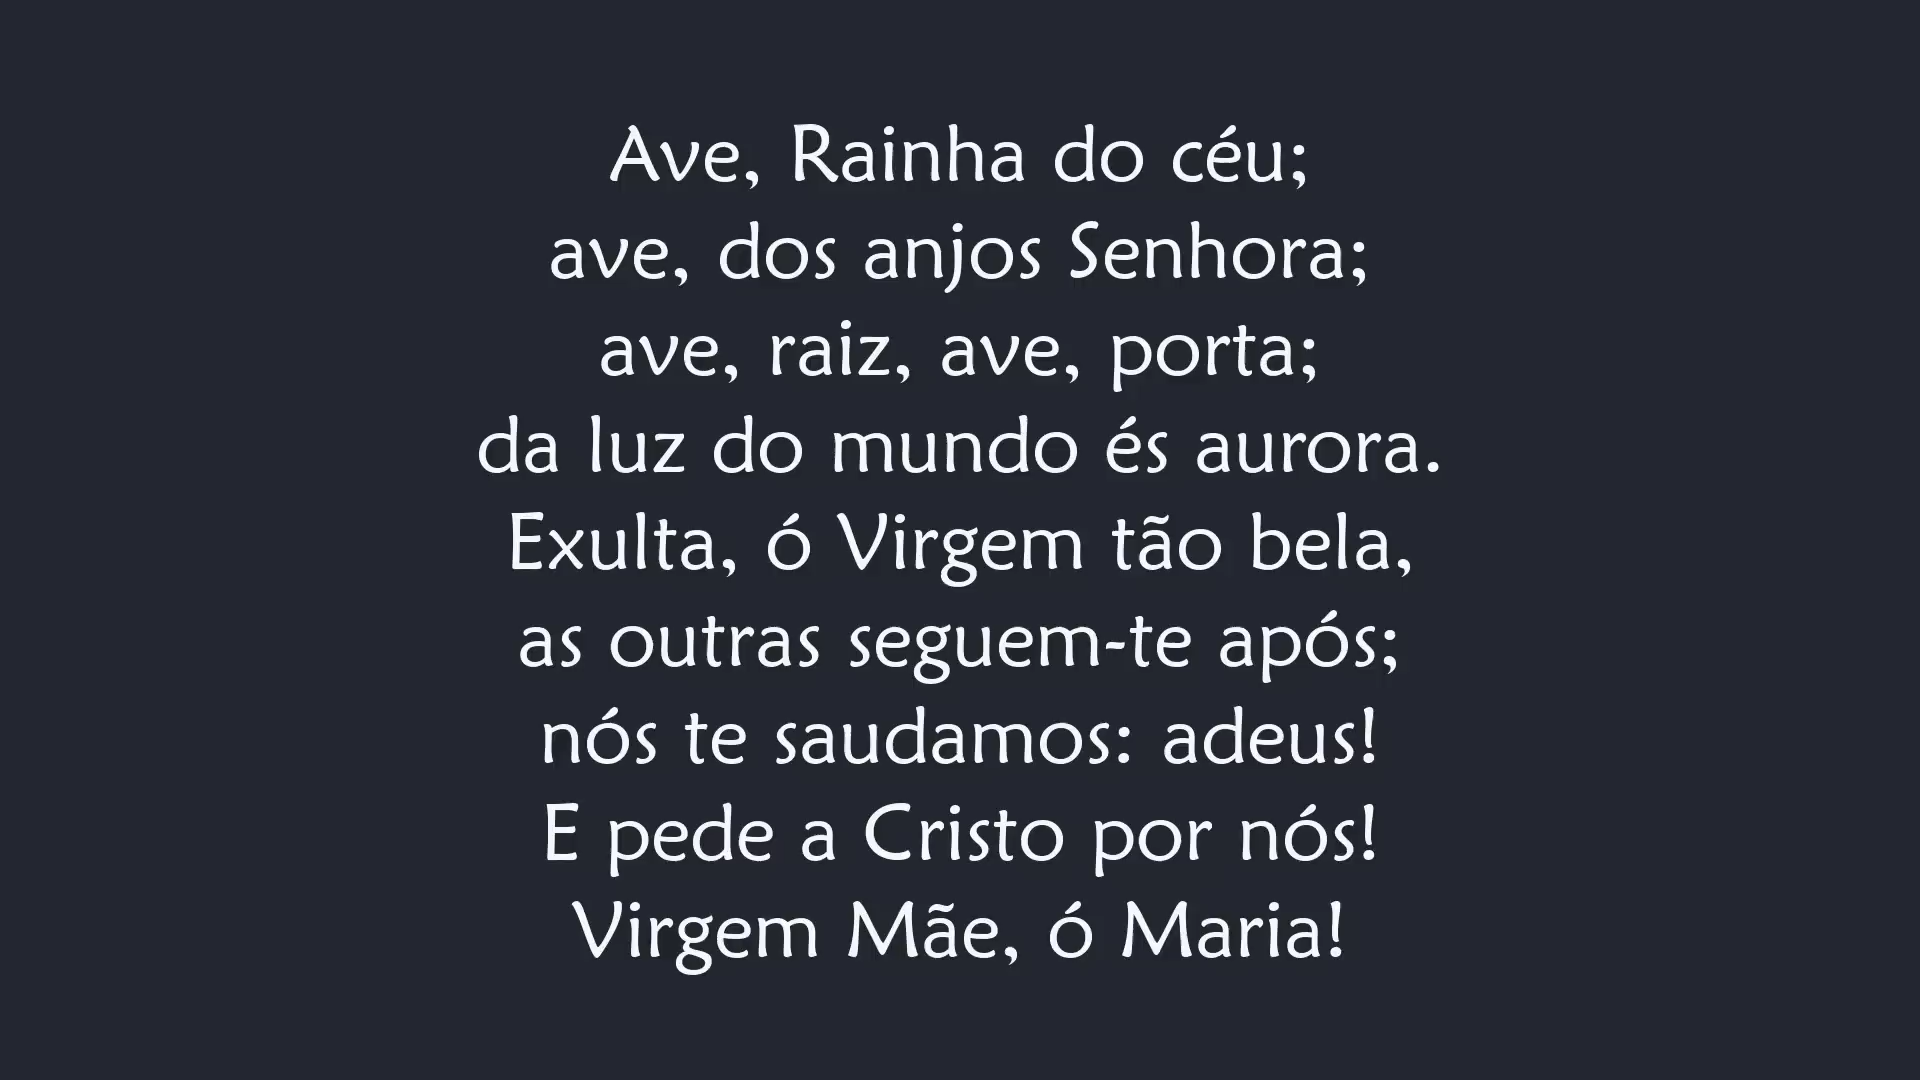 Ave, Rainha do céu;
ave, dos anjos Senhora;
ave, raiz, ave, porta;
da luz do mundo és aurora.
Exulta, ó Virgem tão bela,
as outras seguem-te após;
nós te saudamos: adeus!
E pede a Cristo por nós!
Virgem Mãe, ó Maria!